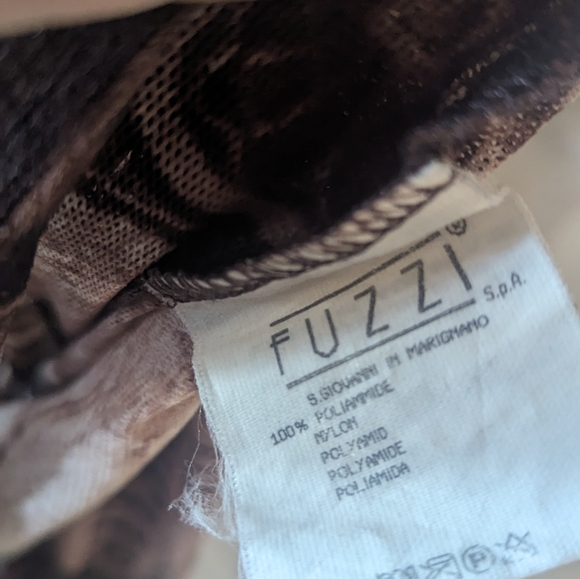 FUZZI®
S.p.A.
S.GIOVANNI IN MARIGNANO
100% POLIAMMIDE
NYLON
POLYAMID
POLYAMIDE
POLIAMIDA